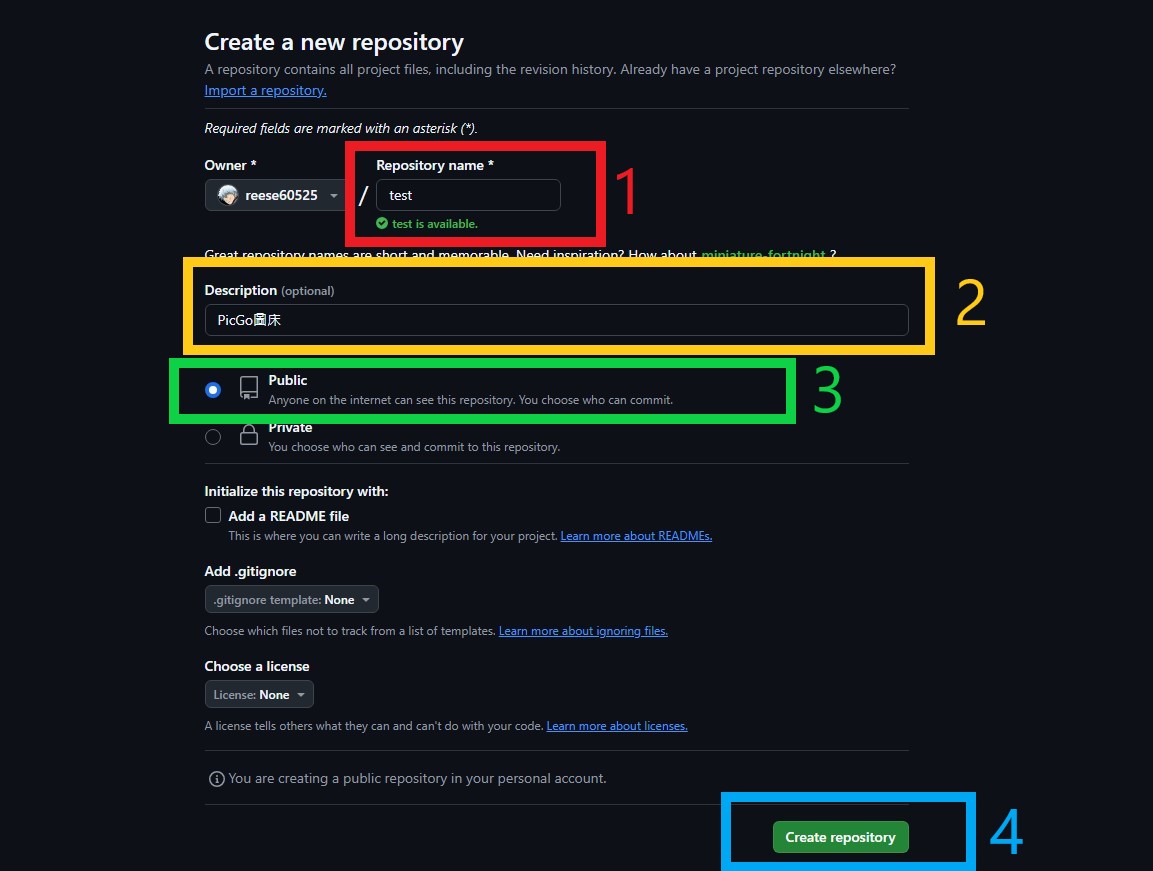 Create a new repository
A repository contains all project files, including the revision history. Already have a project repository elsewhere?
Import a repository.
Required fields are marked with an asterisk (*).
Owner *
Repository name *
reese60525
/
test
1
test is available.
Great repository names are short and memorable. Need inspiration? How about miniature-fortnight ?
Description (optional)
2
PicGo圖床
Public
3
Anyone on the internet can see this repository. You choose who can commit.
Private
You choose who can see and commit to this repository.
Initialize this repository with:
Add a README file
This is where you can write a long description for your project. Learn more about READMEs.
Add .gitignore
.gitignore template: None
Choose which files not to track from a list of templates. Learn more about ignoring files.
Choose a license
License: None
A license tells others what they can and can't do with your code. Learn more about licenses.
You are creating a public repository in your personal account.
Create repository
4